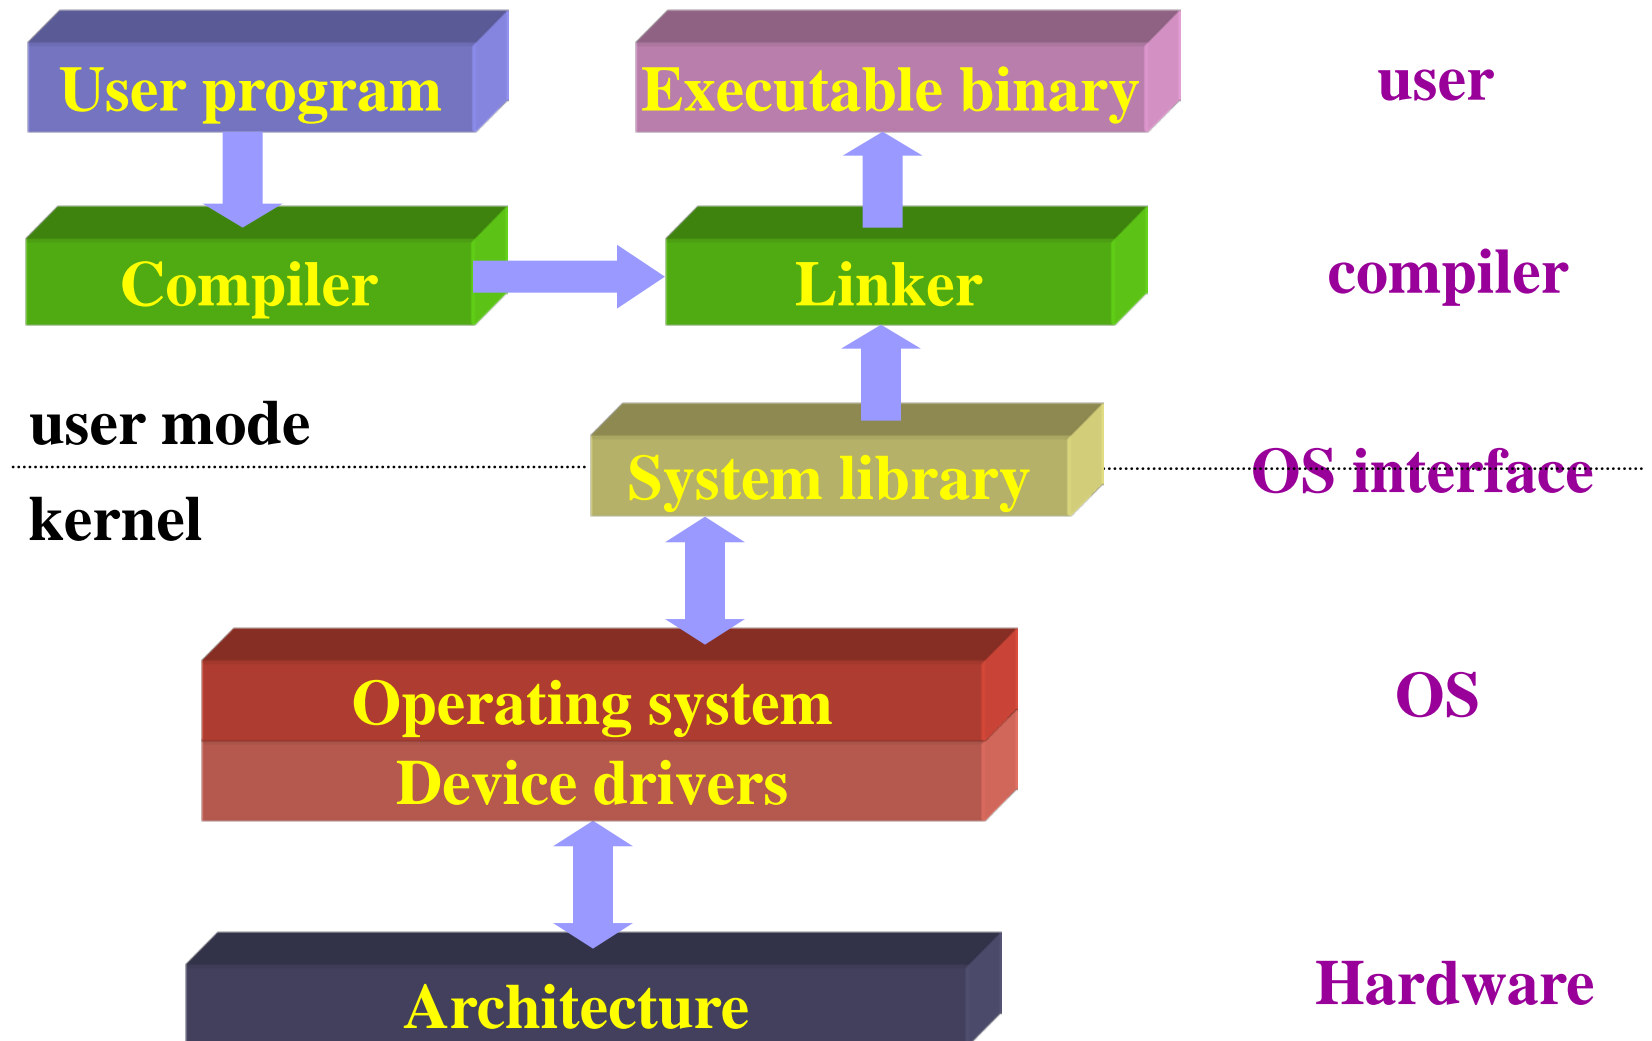 User program
Executable binary
user
Compiler
Linker
compiler
user mode
System library
OS interface
kernel
Operating system
OS
Device drivers
Architecture
Hardware